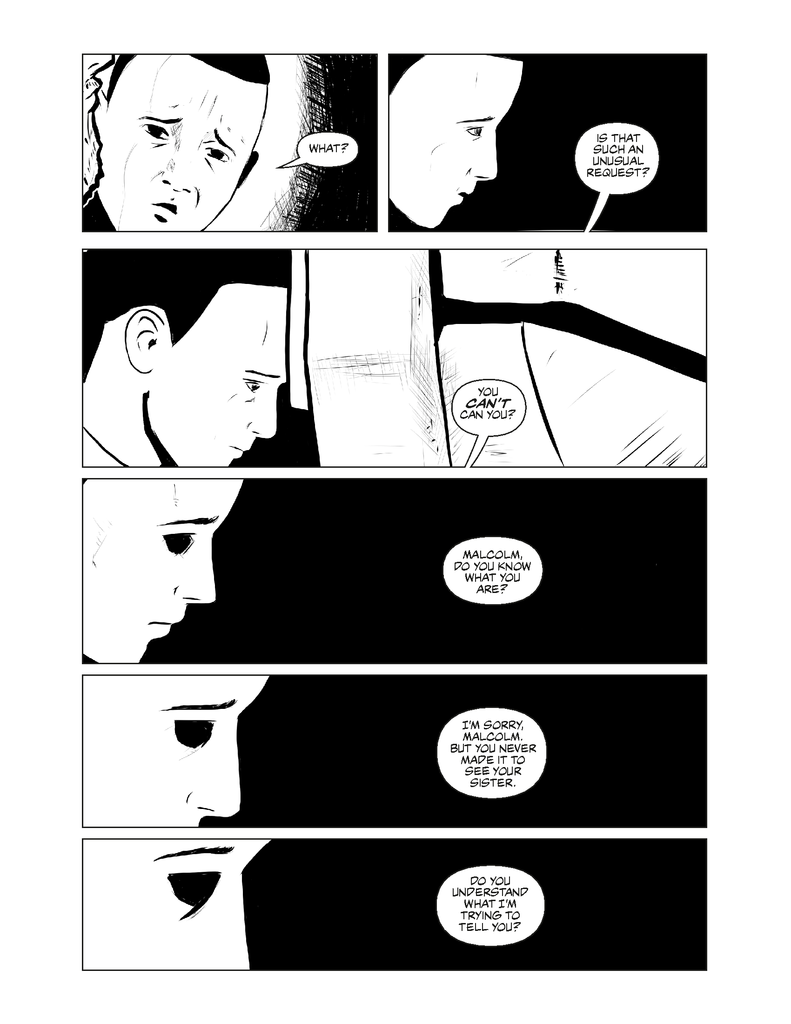 WHAT?
IS THAT
SUCH AN
UNUSUAL
REQUEST?
YOU
CAN'T
CAN YOU?
MALCOLM,
DO YOU KNOW
WHAT YOU
ARE?
I'M SORRY,
MALCOLM.
BUT YOU NEVER
MADE IT TO
SEE YOUR
SISTER.
DO YOU
UNDERSTAND
WHAT I'M
TRYING TO
TELL YOU?